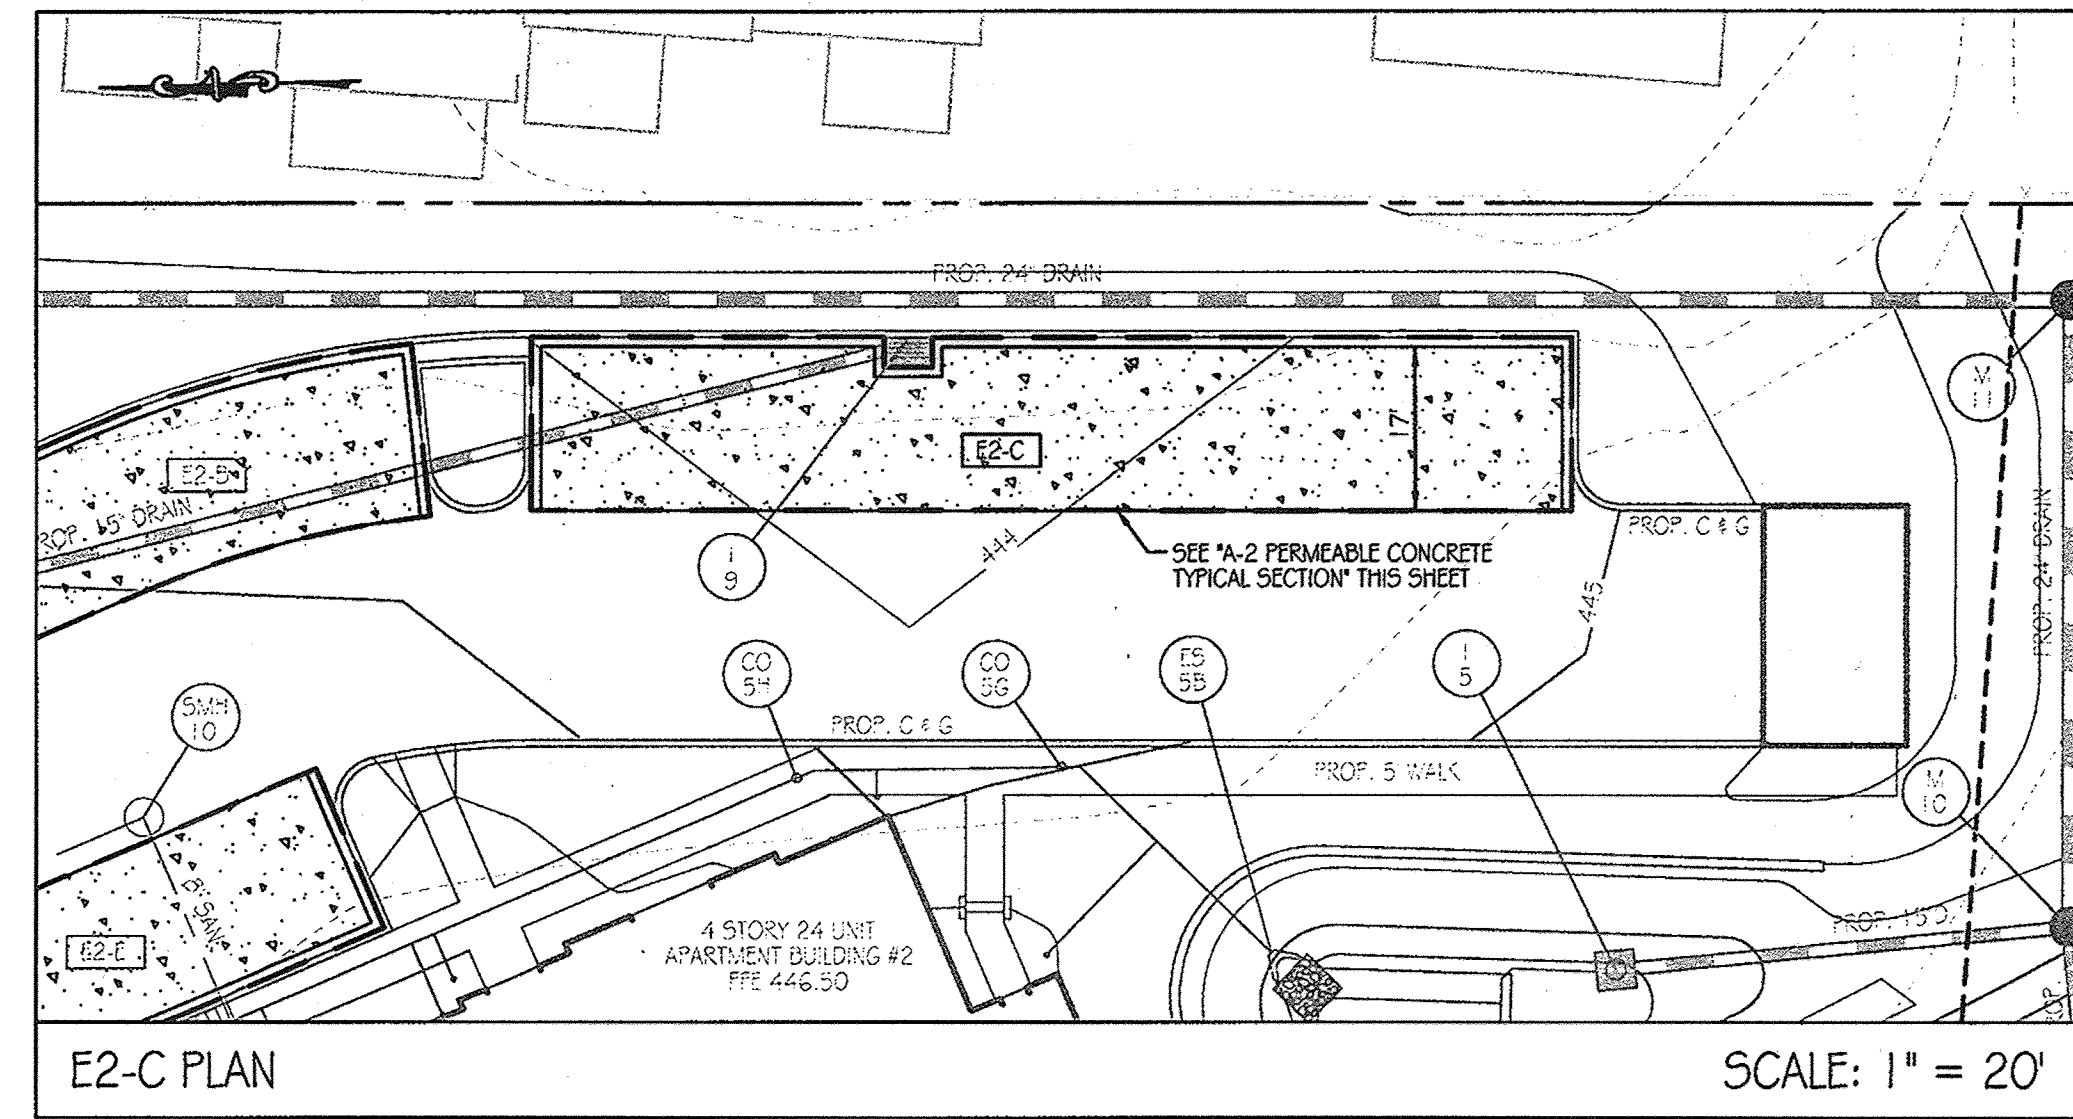 PROP. 24" DRAIN
M
11
E2-B
E2-C
17'
PROP. 15" DRAIN
PROP. C & G
444
SEE "A-2 PERMEABLE CONCRETE
TYPICAL SECTION" THIS SHEET
I
9
445
PROP. 24" DRAIN
CO
5H
CO
5G
ES
5B
I
5
SMH
10
PROP. C & G
PROP. 5' WALK
M
10
8" SAN.
E2-E
4 STORY 24 UNIT
APARTMENT BUILDING #2
FFE 446.50
PROP. 15" D
PROP.
E2-C PLAN
SCALE: 1" = 20'